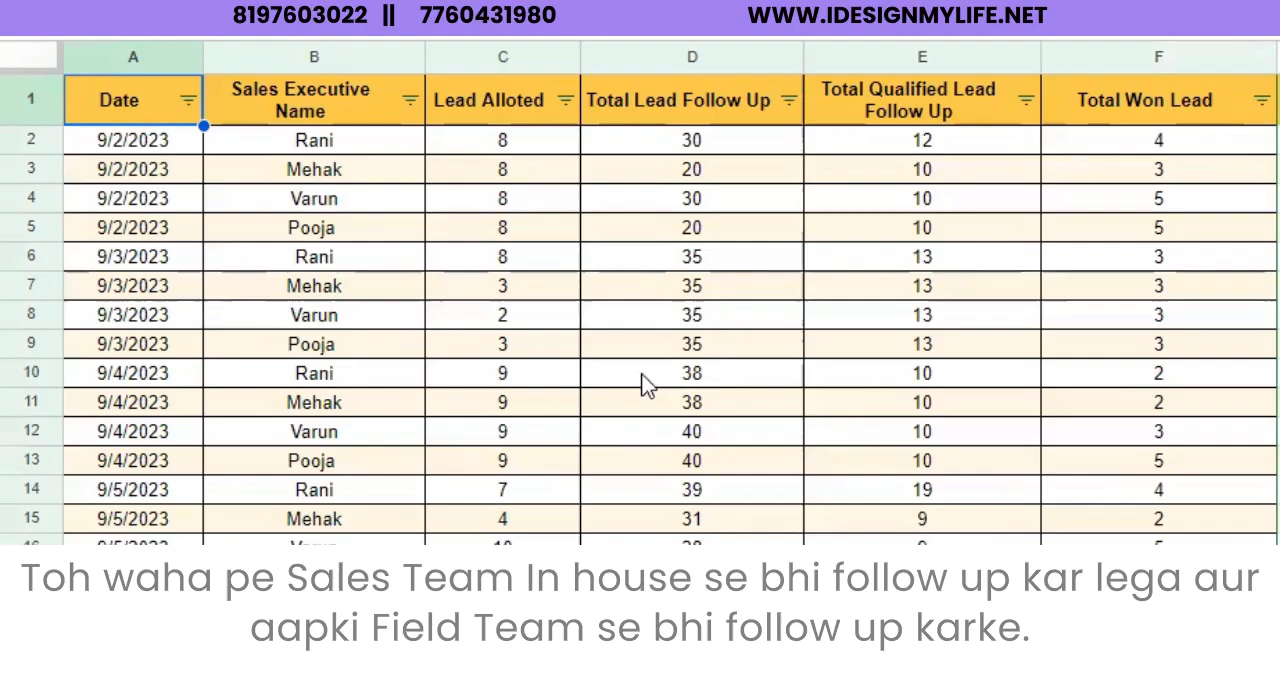 8197603022 || 7760431980 WWW.IDESIGNMYLIFE.NET
A B C D E F
1 Date Sales Executive Name Lead Alloted Total Lead Follow Up Total Qualified Lead Follow Up Total Won Lead
2 9/2/2023 Rani 8 30 12 4
3 9/2/2023 Mehak 8 20 10 3
4 9/2/2023 Varun 8 30 10 5
5 9/2/2023 Pooja 8 20 10 5
6 9/3/2023 Rani 8 35 13 3
7 9/3/2023 Mehak 3 35 13 3
8 9/3/2023 Varun 2 35 13 3
9 9/3/2023 Pooja 3 35 13 3
10 9/4/2023 Rani 9 38 10 2
11 9/4/2023 Mehak 9 38 10 2
12 9/4/2023 Varun 9 40 10 3
13 9/4/2023 Pooja 9 40 10 5
14 9/5/2023 Rani 7 39 19 4
15 9/5/2023 Mehak 4 31 9 2
Toh waha pe Sales Team In house se bhi follow up kar lega aur
aapki Field Team se bhi follow up karke.